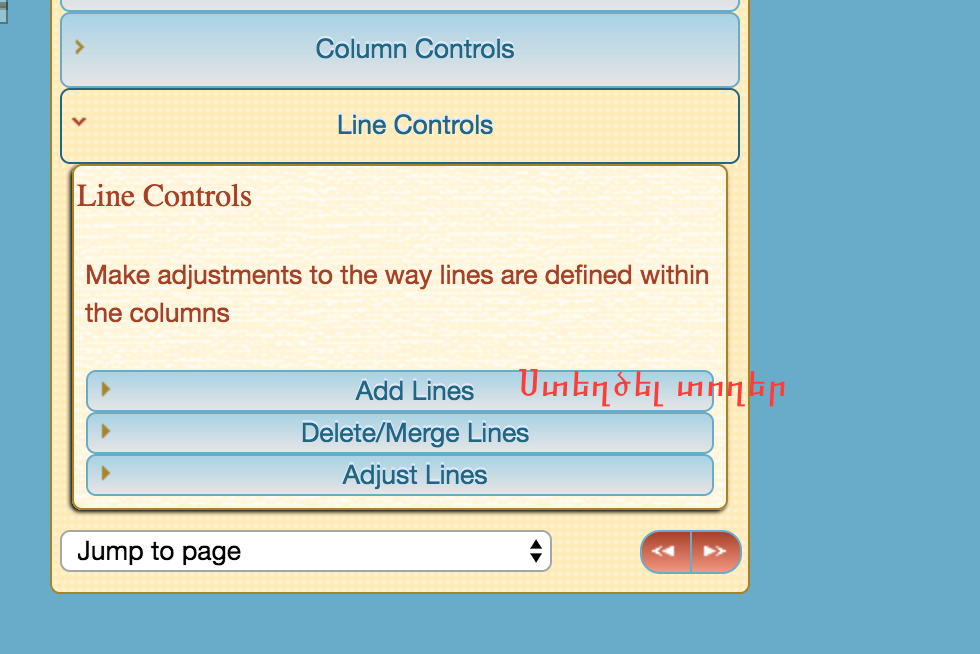 Column Controls
Line Controls
Line Controls
Make adjustments to the way lines are defined within
the columns
Add Lines Ստեղծել տողեր
Delete/Merge Lines
Adjust Lines
Jump to page